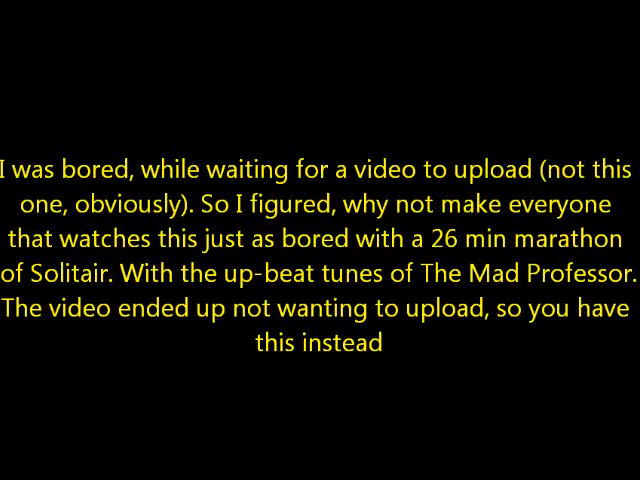 I was bored, while waiting for a video to upload (not this
one, obviously). So I figured, why not make everyone
that watches this just as bored with a 26 min marathon
of Solitair. With the up-beat tunes of The Mad Professor.
The video ended up not wanting to upload, so you have
this instead